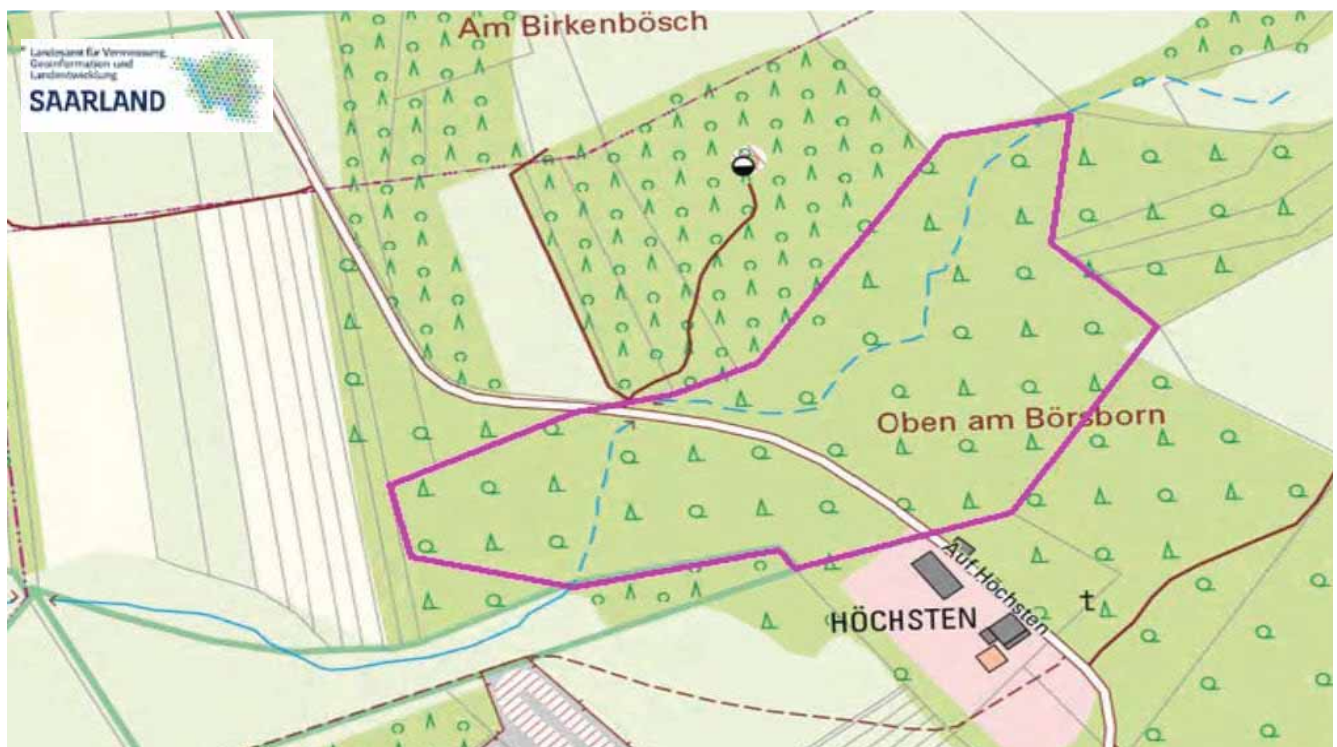 Am Birkenbösch
Landesamt für Vermessung,
Geoinformation und
Landentwicklung
SAARLAND
Oben am Börsborn
Auf Höchsten
HÖCHSTEN